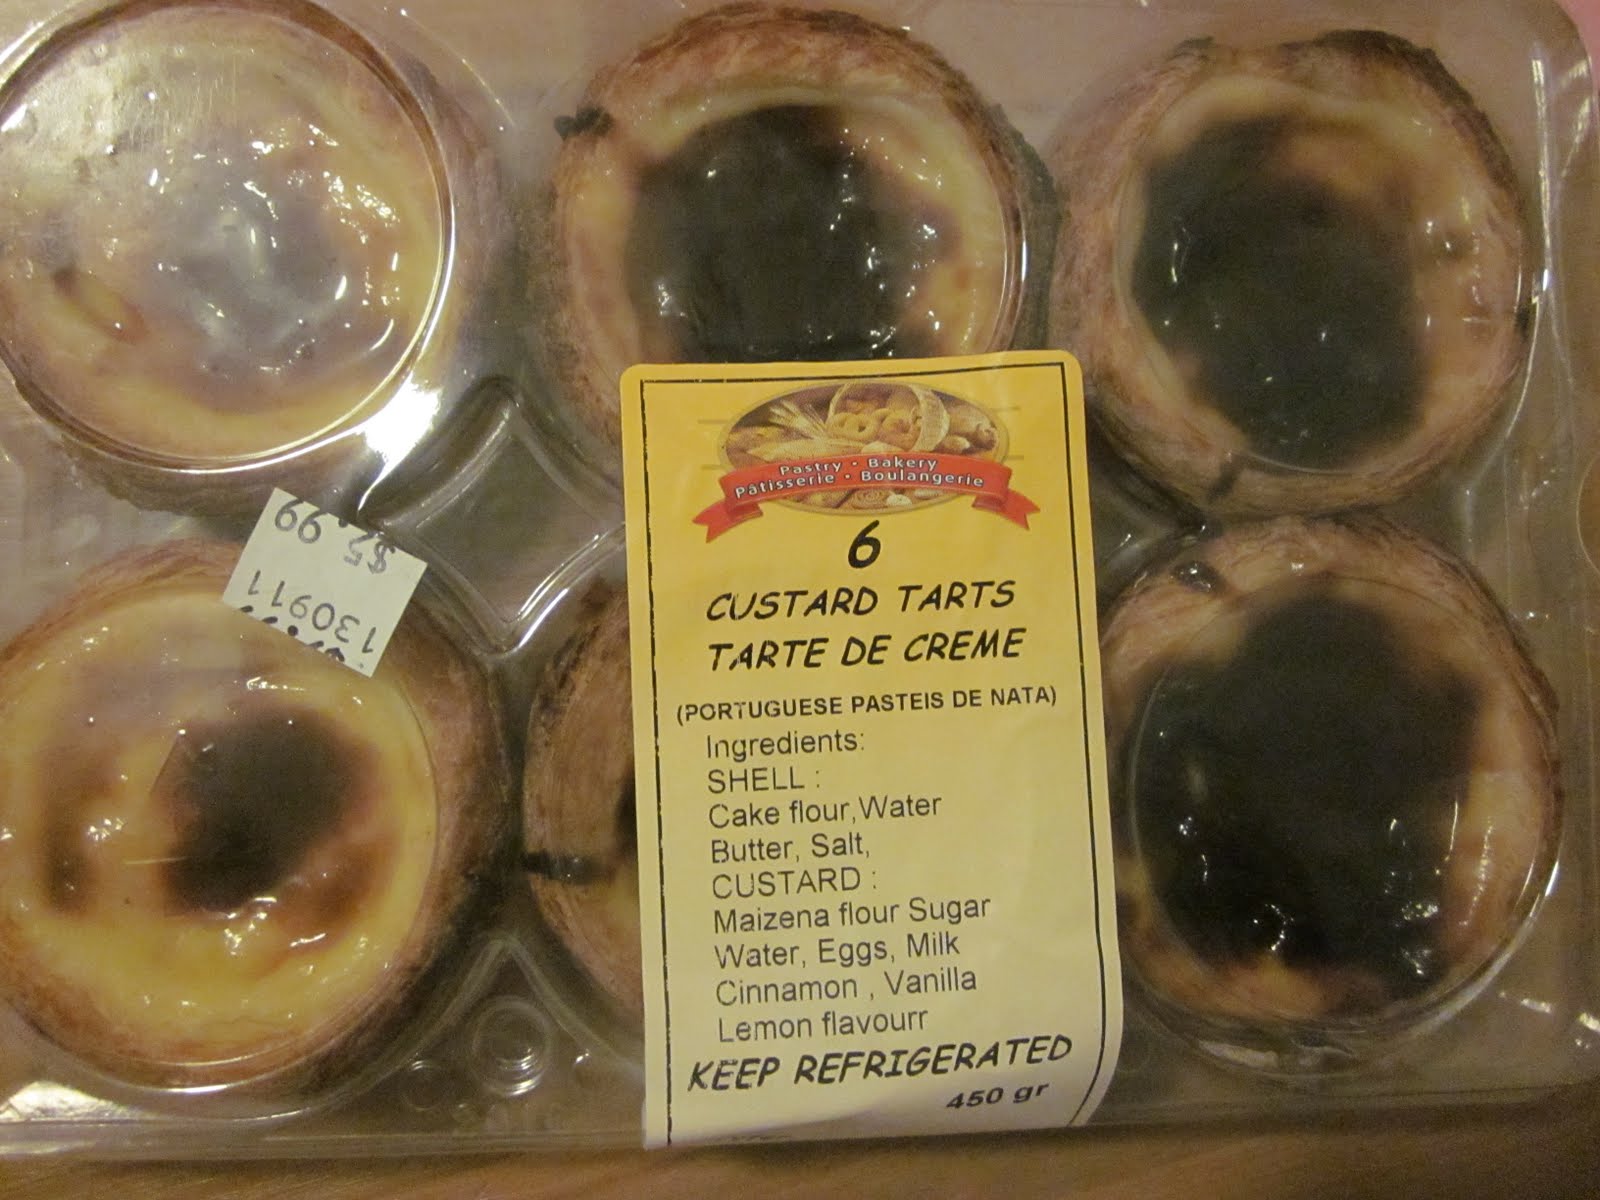 Pastry • Bakery
Pâtisserie • Boulangerie
6
CUSTARD TARTS
TARTE DE CREME
(PORTUGUESE PASTEIS DE NATA)
Ingredients:
SHELL :
Cake flour,Water
Butter, Salt,
CUSTARD :
Maizena flour Sugar
Water, Eggs, Milk
Cinnamon , Vanilla
Lemon flavourr
KEEP REFRIGERATED
450 gr
130911
$5.99